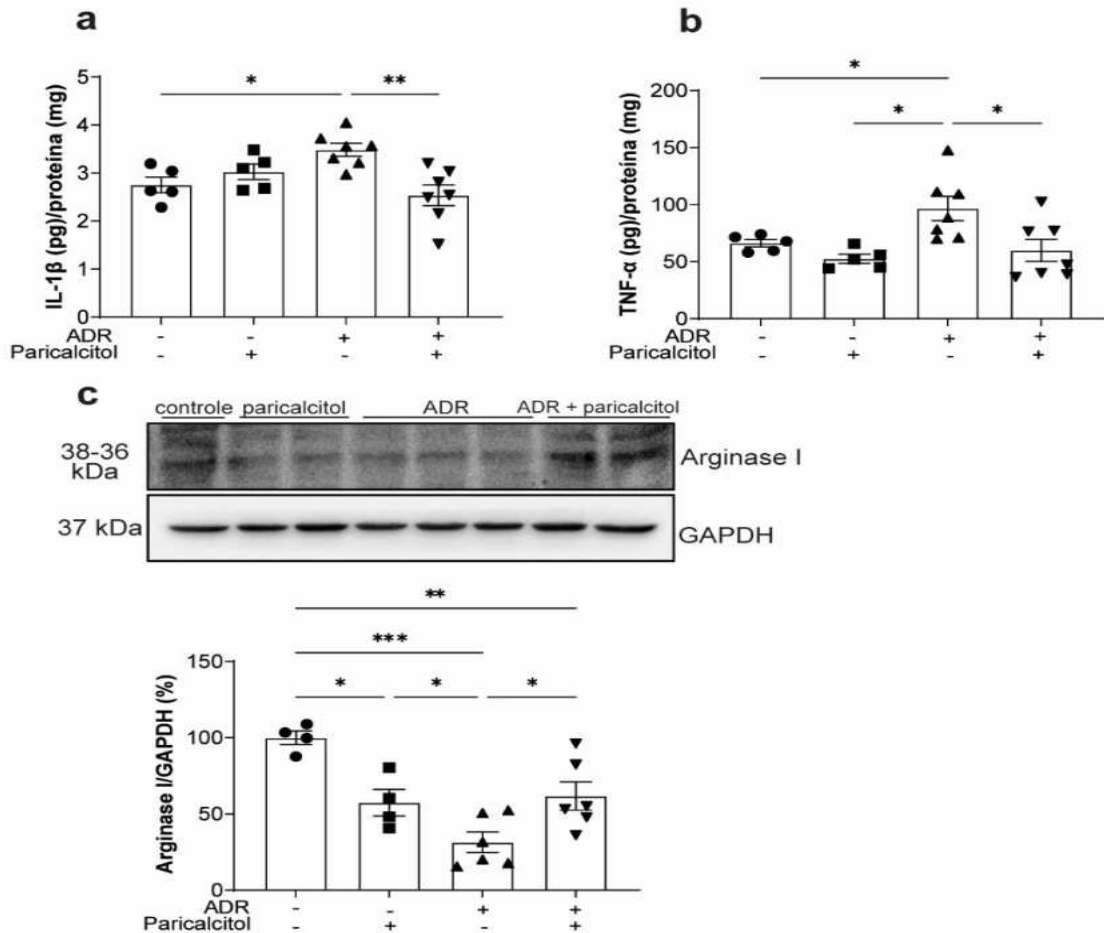 a
IL-1β (pg)/proteína (mg)
5
4
3
2
1
0
* **
ADR - - + +
Paricalcitol - + - +
b
TNF-α (pg)/proteína (mg)
200
150
100
50
0
*
* *
ADR - - + +
Paricalcitol - + - +
c
controle paricalcitol ADR ADR + paricalcitol
38-36
kDa
Arginase I
37 kDa
GAPDH
Arginase I/GAPDH (%)
150
100
50
0
**
***
* * *
ADR - - + +
Paricalcitol - + - +